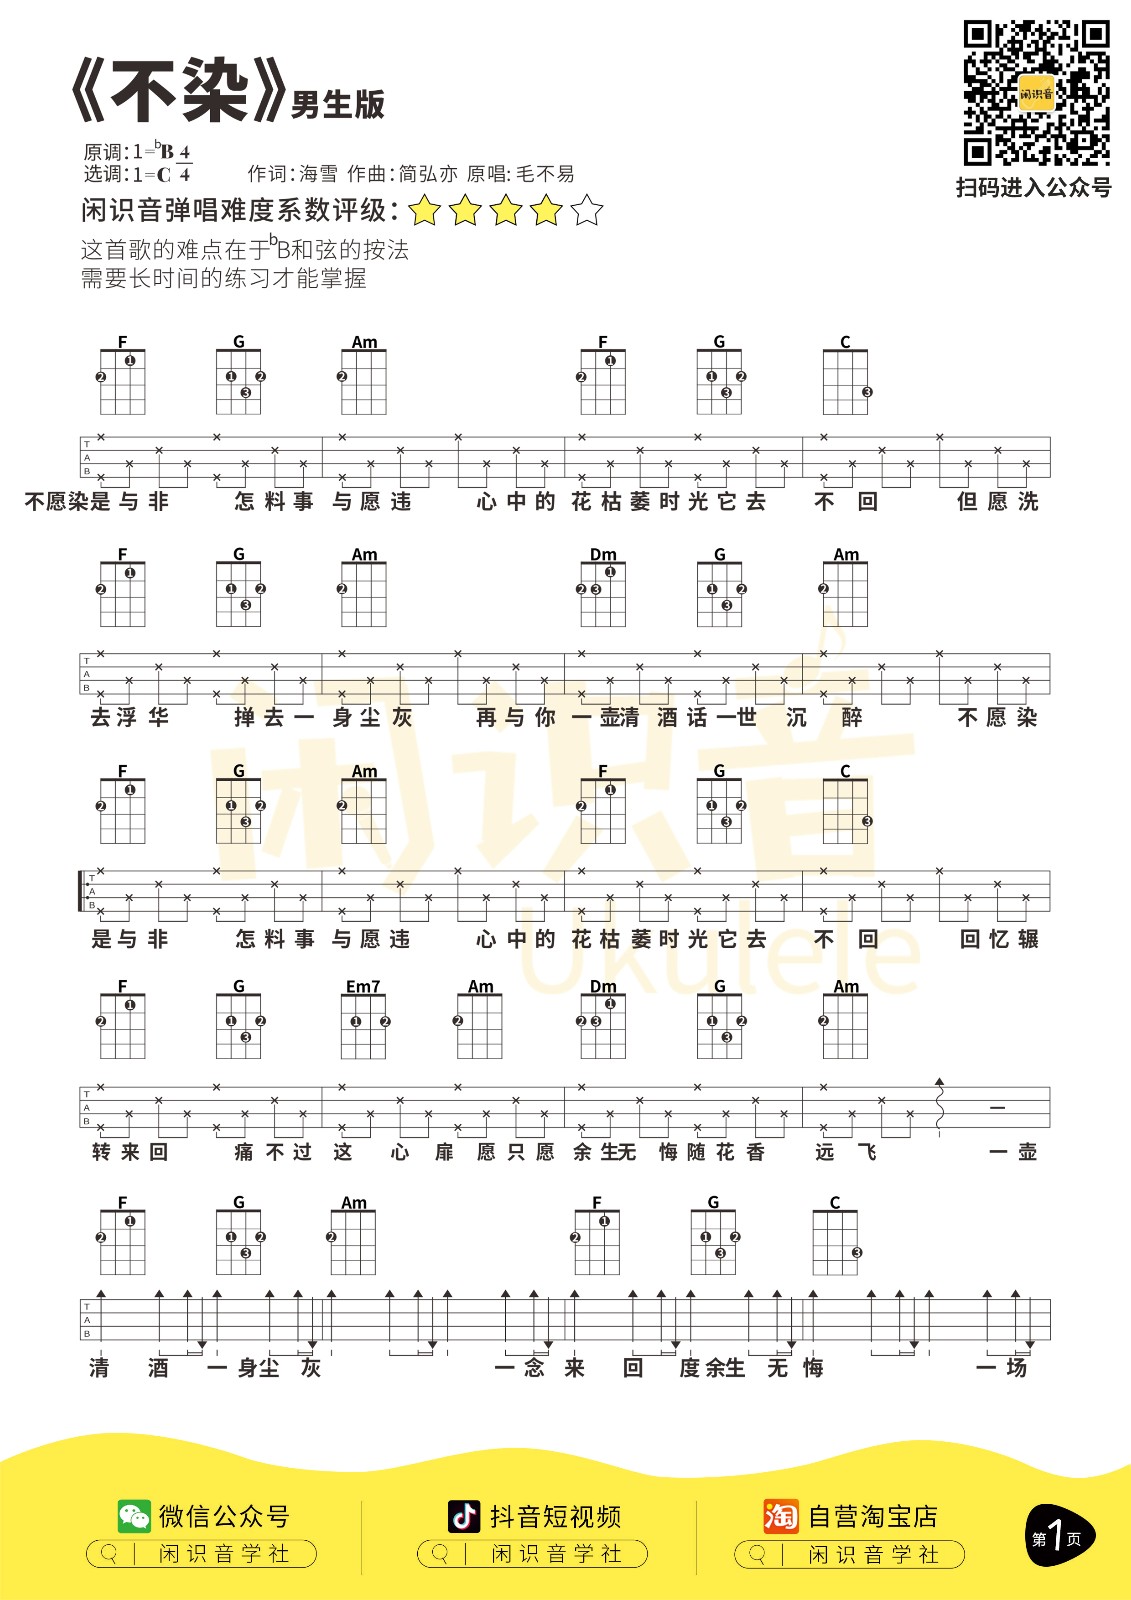 《不染》男生版
闲识音
扫码进入公众号
原调：1=bB 4/4
选调：1=C
作词：海雪 作曲：简弘亦 原唱：毛不易
闲识音弹唱难度系数评级：
这首歌的难点在于bB和弦的按法
需要长时间的练习才能掌握
F G Am F G C
TAB
不愿染是与非 怎料事与愿违 心中的花枯萎时光它去不回 但愿洗
F G Am Dm G Am
TAB
去浮华 掸去一身尘灰 再与你一壶清酒话一世沉醉 不愿染
闲识音
Ukulele
F G Am F G C
TAB
是与非 怎料事与愿违 心中的花枯萎时光它去不回 回忆辗
F G Em7 Am Dm G Am
TAB
转来回 痛不过这心扉愿只愿余生无悔随花香远飞 一壶
F G Am F G C
TAB
清酒一身尘灰 一念来回度余生无悔 一场
微信公众号 抖音短视频 自营淘宝店
闲识音学社 闲识音学社 闲识音学社
第1页